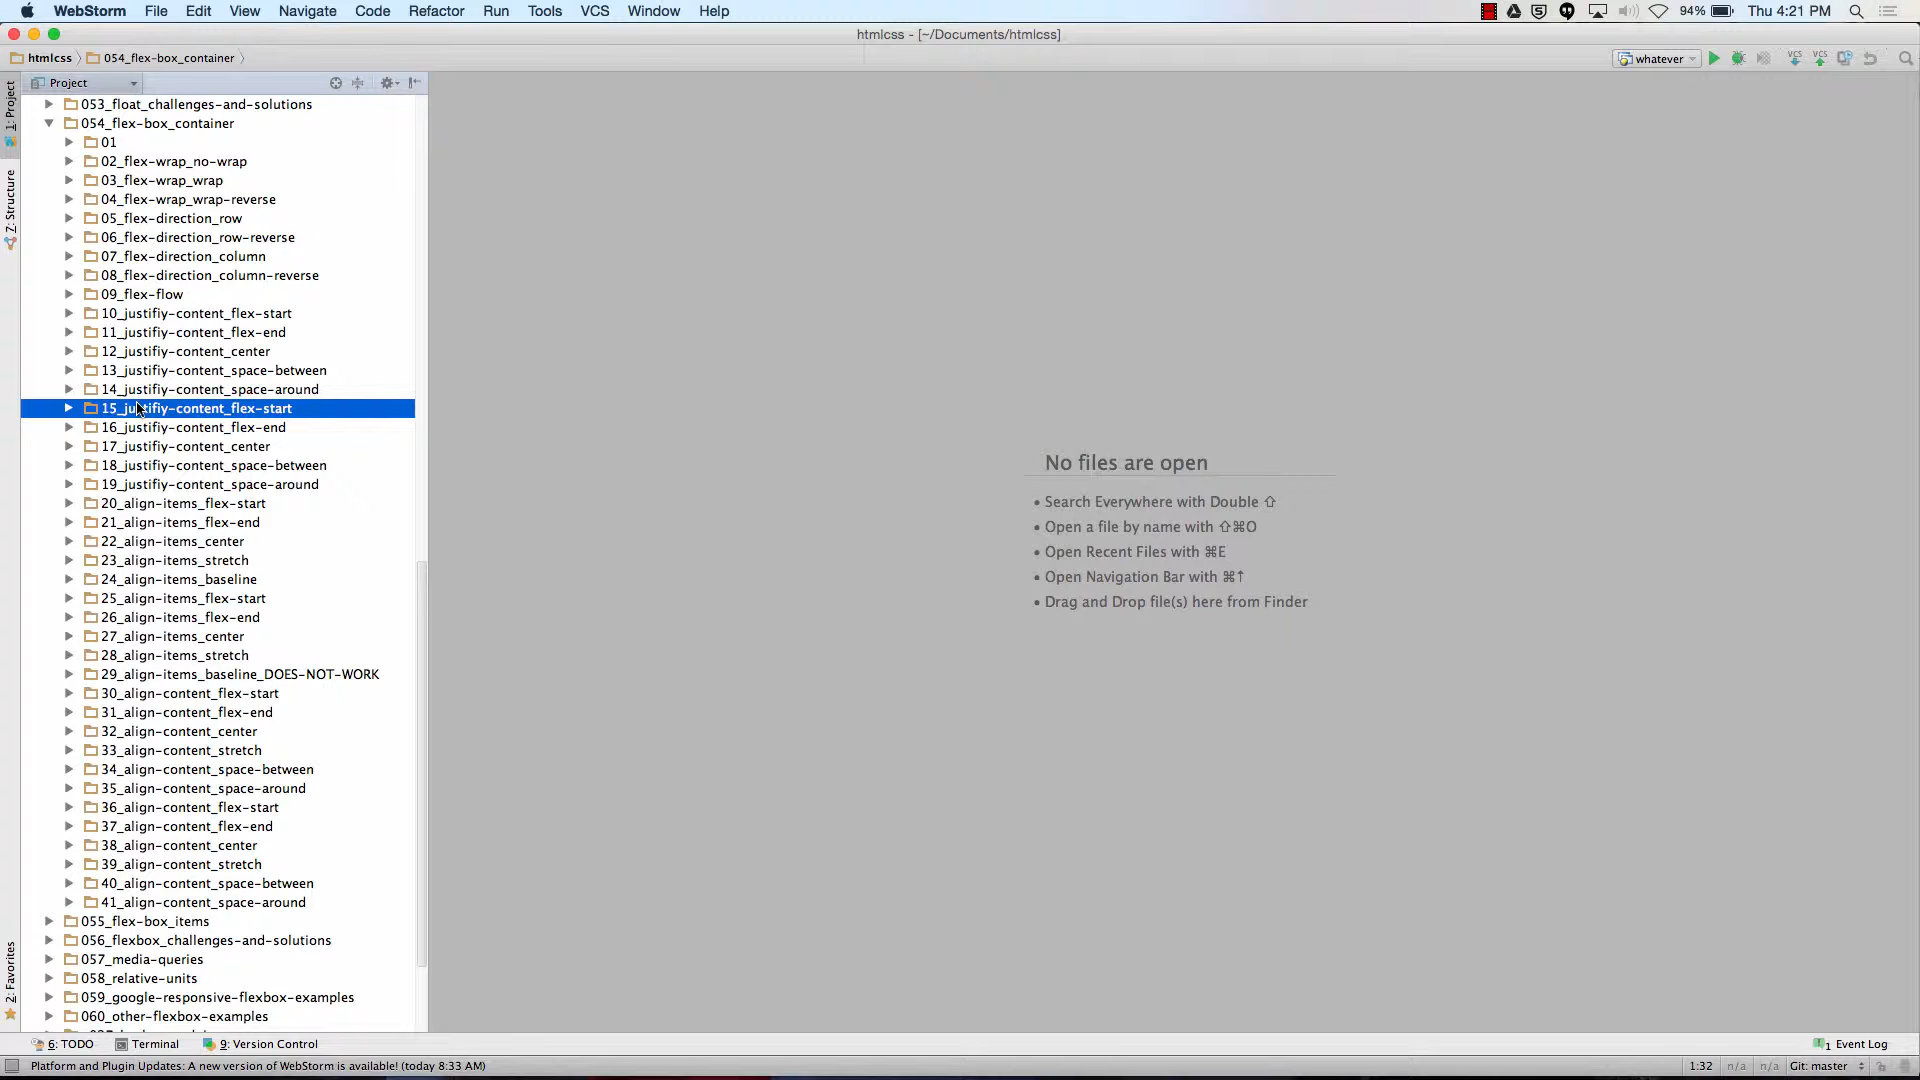 WebStorm File Edit View Navigate Code Refactor Run Tools VCS Window Help 94% Thu 4:21 PM
htmlcss - [~/Documents/htmlcss]
htmlcss 054_flex-box_container whatever
1: Project
Z: Structure
2: Favorites
Project
053_float_challenges-and-solutions
054_flex-box_container
01
02_flex-wrap_no-wrap
03_flex-wrap_wrap
04_flex-wrap_wrap-reverse
05_flex-direction_row
06_flex-direction_row-reverse
07_flex-direction_column
08_flex-direction_column-reverse
09_flex-flow
10_justifiy-content_flex-start
11_justifiy-content_flex-end
12_justifiy-content_center
13_justifiy-content_space-between
14_justifiy-content_space-around
15_justifiy-content_flex-start
16_justifiy-content_flex-end
17_justifiy-content_center
18_justifiy-content_space-between
19_justifiy-content_space-around
20_align-items_flex-start
21_align-items_flex-end
22_align-items_center
23_align-items_stretch
24_align-items_baseline
25_align-items_flex-start
26_align-items_flex-end
27_align-items_center
28_align-items_stretch
29_align-items_baseline_DOES-NOT-WORK
30_align-content_flex-start
31_align-content_flex-end
32_align-content_center
33_align-content_stretch
34_align-content_space-between
35_align-content_space-around
36_align-content_flex-start
37_align-content_flex-end
38_align-content_center
39_align-content_stretch
40_align-content_space-between
41_align-content_space-around
055_flex-box_items
056_flexbox_challenges-and-solutions
057_media-queries
058_relative-units
059_google-responsive-flexbox-examples
060_other-flexbox-examples
No files are open
• Search Everywhere with Double ⇧
• Open a file by name with ⇧⌘O
• Open Recent Files with ⌘E
• Open Navigation Bar with ⌘↑
• Drag and Drop file(s) here from Finder
6: TODO Terminal 9: Version Control 1 Event Log
Platform and Plugin Updates: A new version of WebStorm is available! (today 8:33 AM) 1:32 n/a n/a Git: master